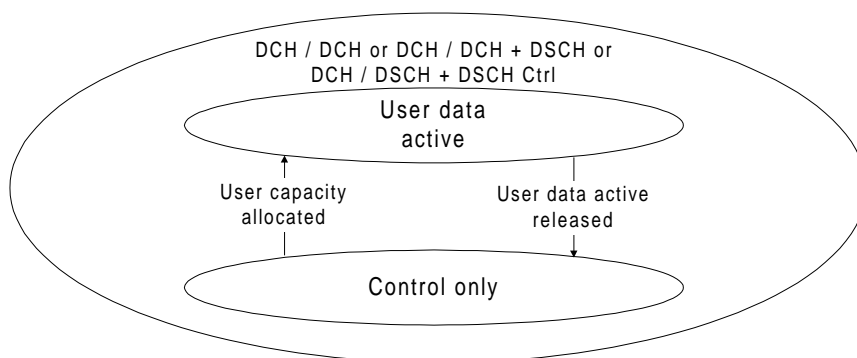 DCH / DCH or DCH / DCH + DSCH or
DCH / DSCH + DSCH Ctrl
User data
active
User capacity
allocated
User data active
released
Control only